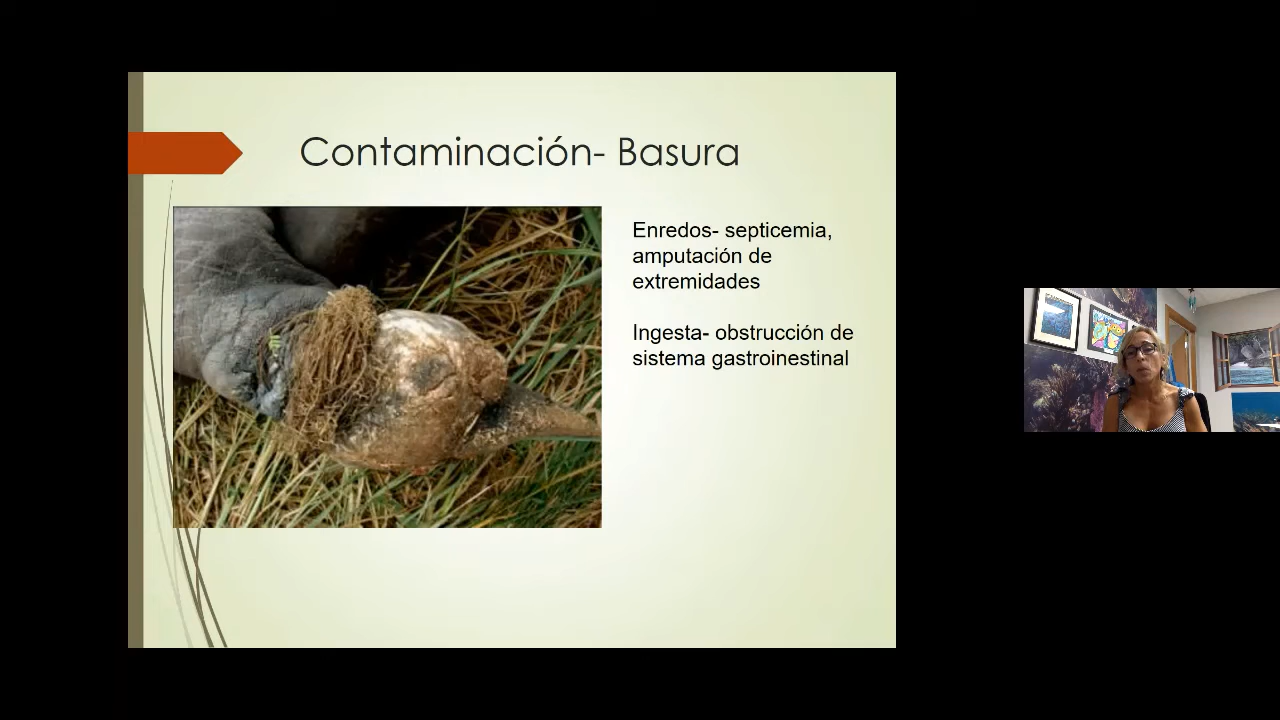 Contaminación- Basura
Enredos- septicemia,
amputación de
extremidades
Ingesta- obstrucción de
sistema gastroinestinal